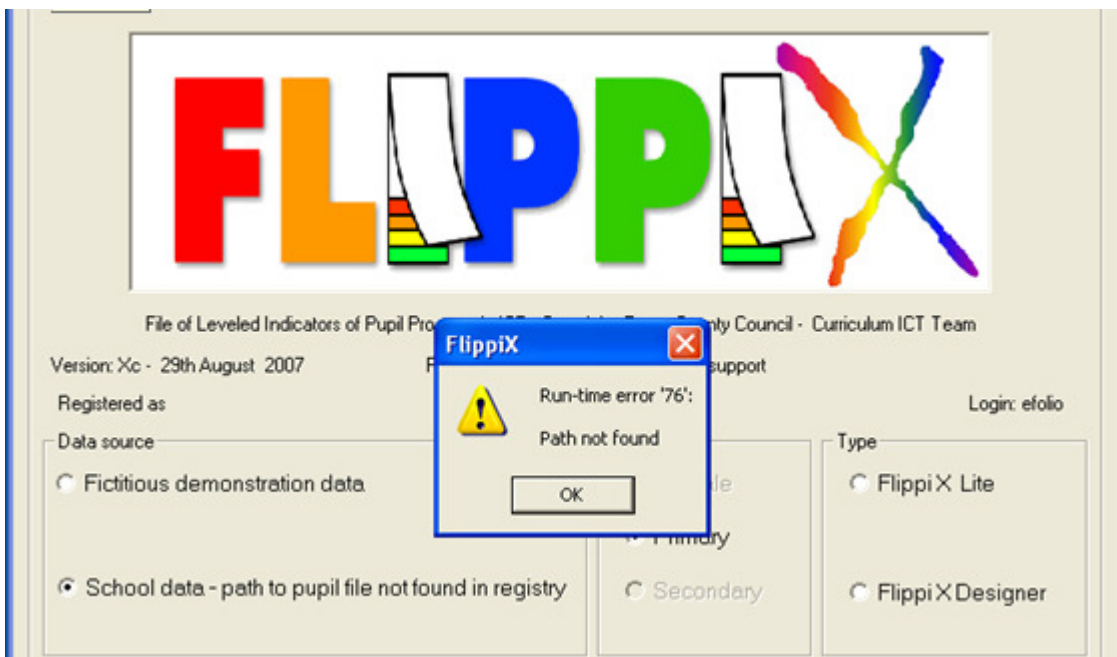 FLIPPIX
File of Leveled Indicators of Pupil Pro nty Council - Curriculum ICT Team
Version: Xc - 29th August 2007 support
Registered as Login: efolio
FlippiX
Run-time error '76':
Path not found
OK
Data source
Fictitious demonstration data
School data - path to pupil file not found in registry
Primary
Secondary
Type
FlippiX Lite
FlippiX Designer